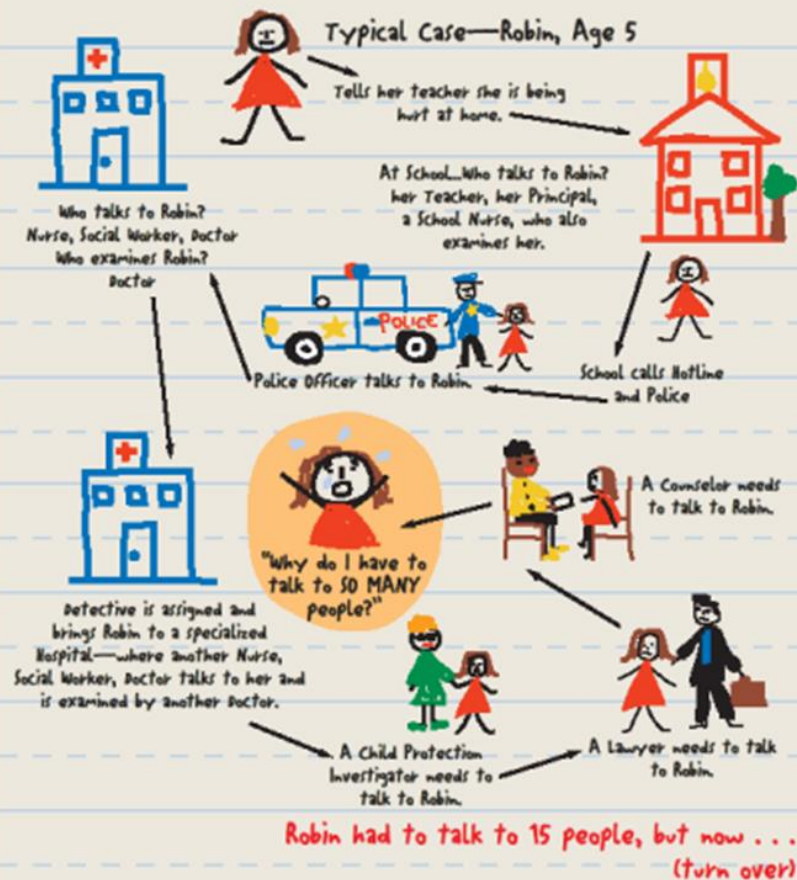 Typical Case—Robin, Age 5
Tells her teacher she is being
hurt at home.
At School...Who talks to Robin?
her Teacher, her Principal,
a School Nurse, who also
examines her.
School calls Hotline
and Police
POLICE
Police Officer talks to Robin.
Who talks to Robin?
Nurse, Social Worker, Doctor
Who examines Robin?
Doctor
Detective is assigned and
brings Robin to a specialized
Hospital—where another Nurse,
Social Worker, Doctor talks to her and
is examined by another Doctor.
A Child Protection
Investigator needs to
talk to Robin.
A Lawyer needs to talk
to Robin.
A Counselor needs
to talk to Robin.
"Why do I have to
talk to SO MANY
people?"
Robin had to talk to 15 people, but now . . .
(turn over)